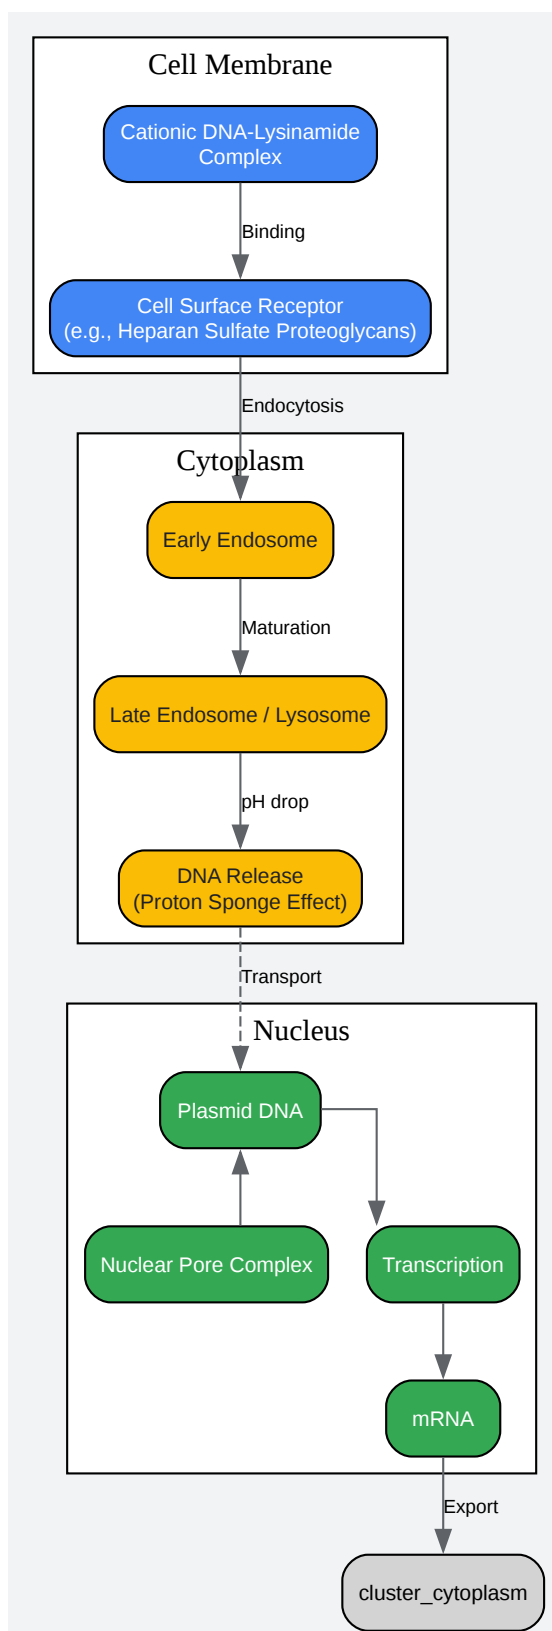 Cell Membrane
Cationic DNA-Lysinamide
Complex
Binding
Cell Surface Receptor
(e.g., Heparan Sulfate Proteoglycans)
Endocytosis
Cytoplasm
Early Endosome
Maturation
Late Endosome / Lysosome
pH drop
DNA Release
(Proton Sponge Effect)
Transport
Nucleus
Plasmid DNA
Nuclear Pore Complex
Transcription
mRNA
Export
cluster_cytoplasm